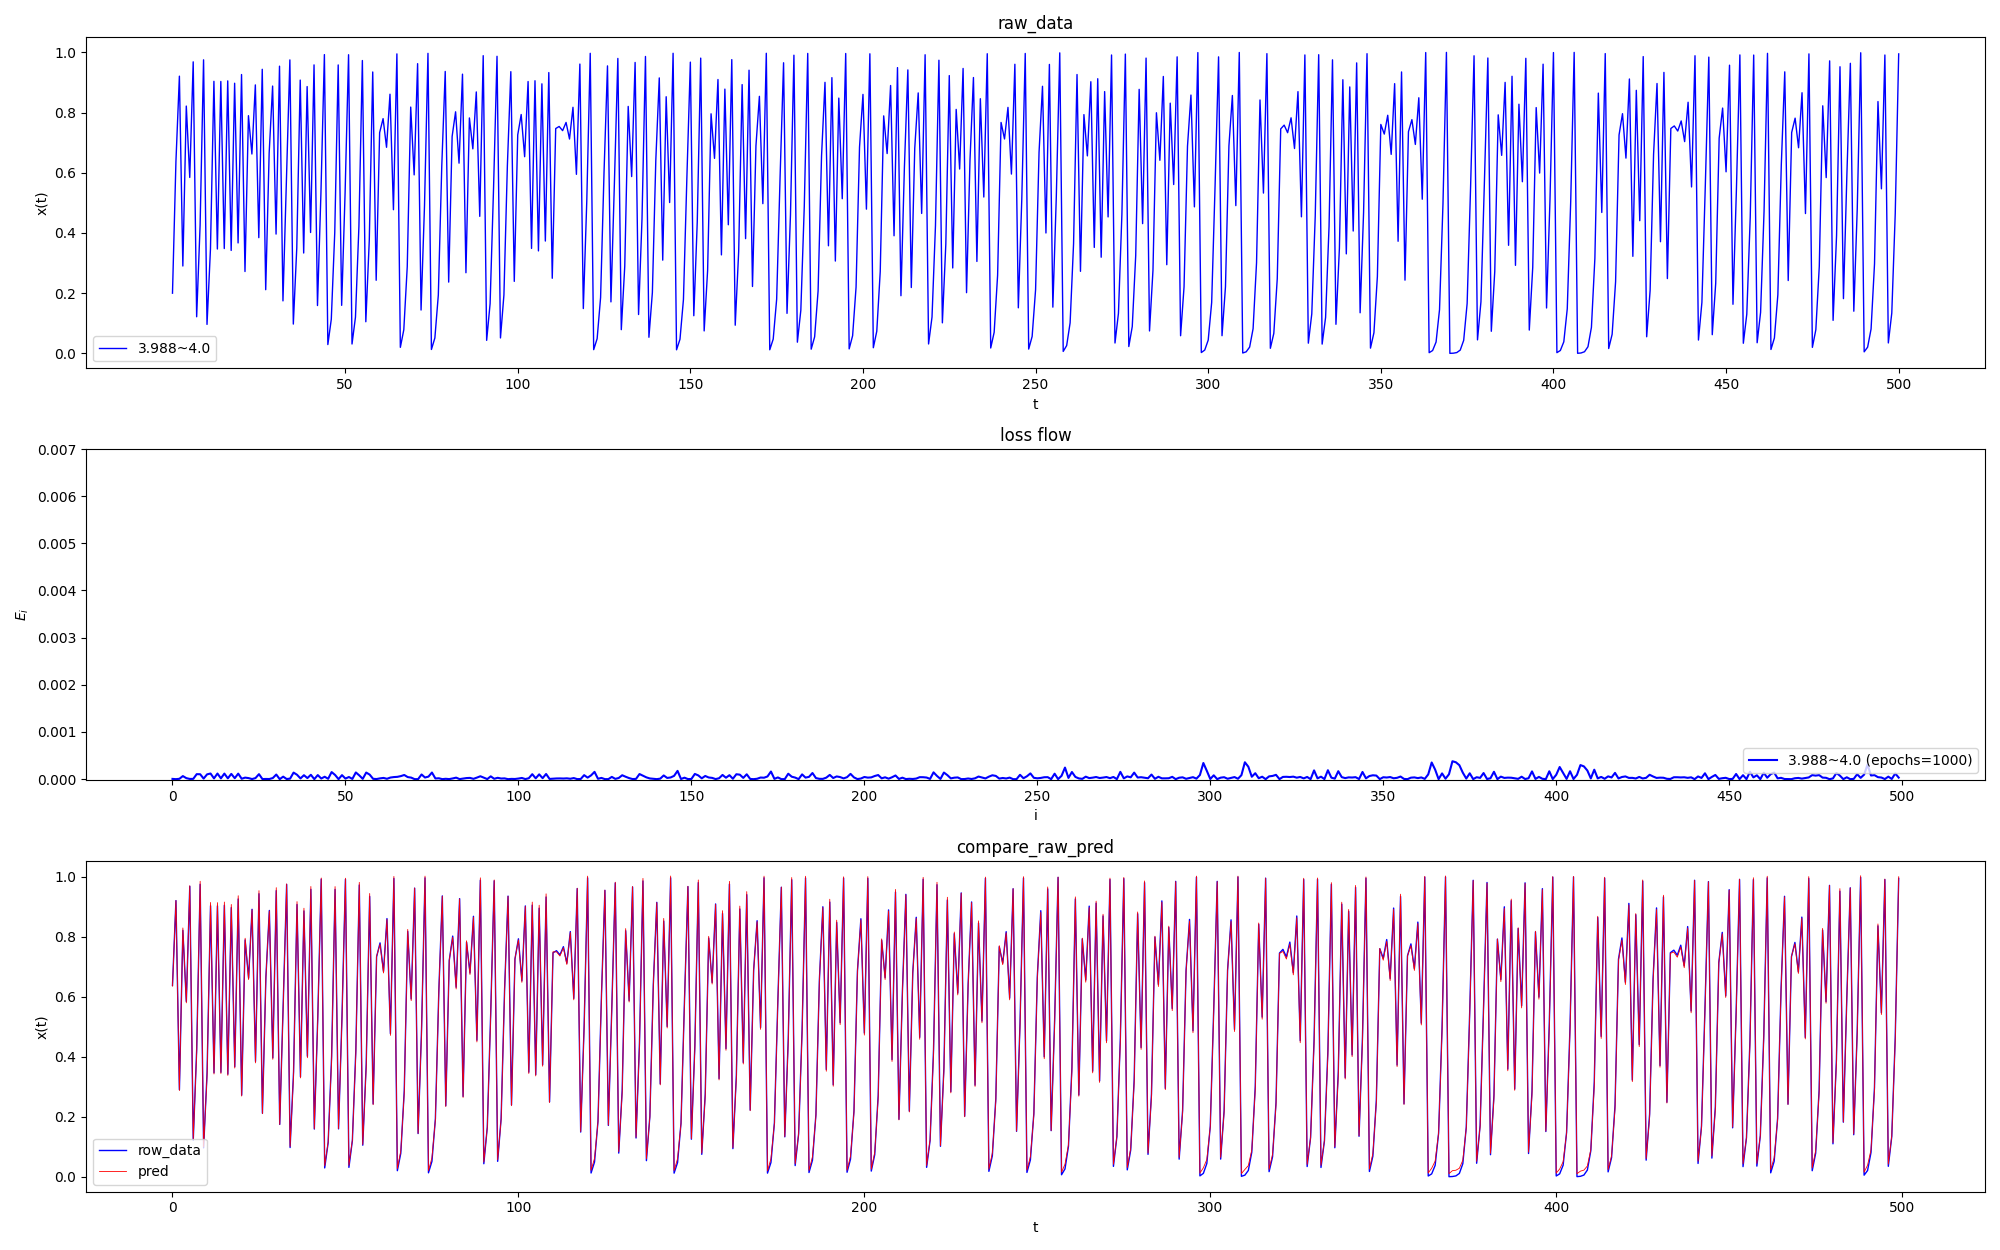 raw_data
1.0
0.8
0.6
0.4
0.2
0.0
x(t)
3.988~4.0
50 100 150 200 250 300 350 400 450 500
t
loss flow
0.007
0.006
0.005
0.004
0.003
0.002
0.001
0.000
E_i
3.988~4.0 (epochs=1000)
0 50 100 150 200 250 300 350 400 450 500
i
compare_raw_pred
1.0
0.8
0.6
0.4
0.2
0.0
x(t)
row_data
pred
0 100 200 300 400 500
t